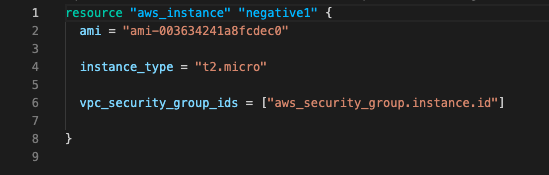 1 resource "aws_instance" "negative1" {
2 ami = "ami-003634241a8fcdec0"
3
4 instance_type = "t2.micro"
5
6 vpc_security_group_ids = ["aws_security_group.instance.id"]
7
8 }
9